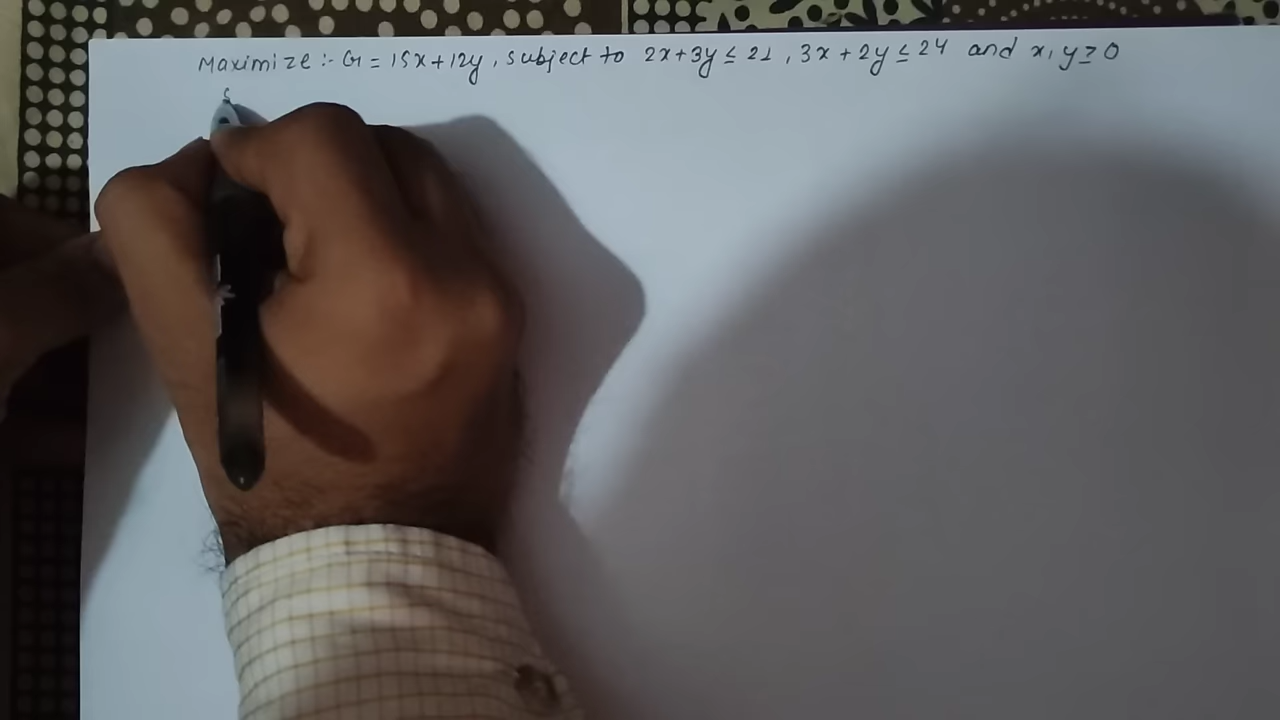 Maximize :- G = 15x+12y, subject to 2x+3y ≤ 21, 3x+2y ≤ 24 and x, y ≥ 0
S